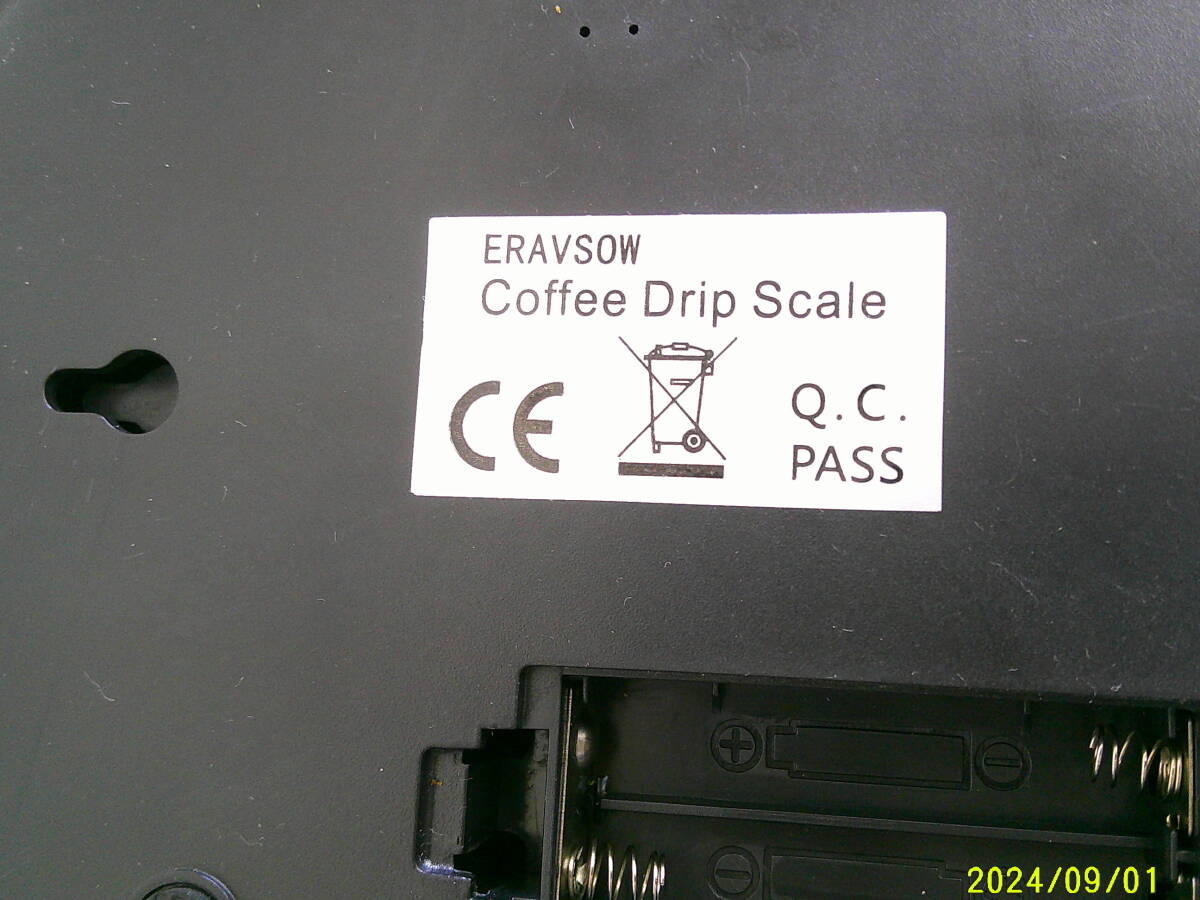 ERAVSOW
Coffee Drip Scale
CE
Q.C.
PASS
2024/09/01